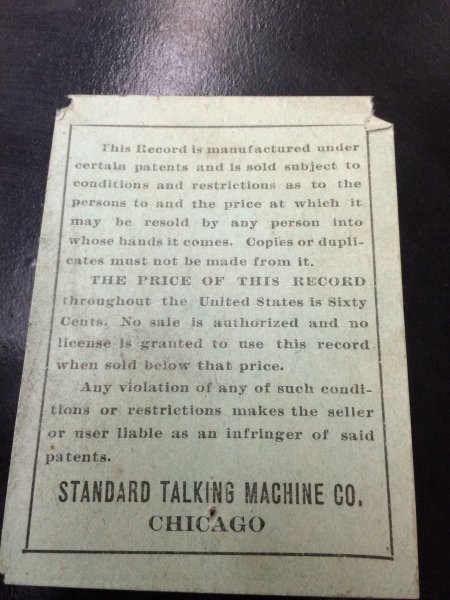 This Record is manufactured under
certain patents and is sold subject to
conditions and restrictions as to the
persons to and the price at which it
may be resold by any person into
whose hands it comes. Copies or dupli-
cates must not be made from it.
THE PRICE OF THIS RECORD
throughout the United States is Sixty
Cents. No sale is authorized and no
license is granted to use this record
when sold below that price.
Any violation of any of such condi-
tions or restrictions makes the seller
or user liable as an infringer of said
patents.
STANDARD TALKING MACHINE CO.
CHICAGO